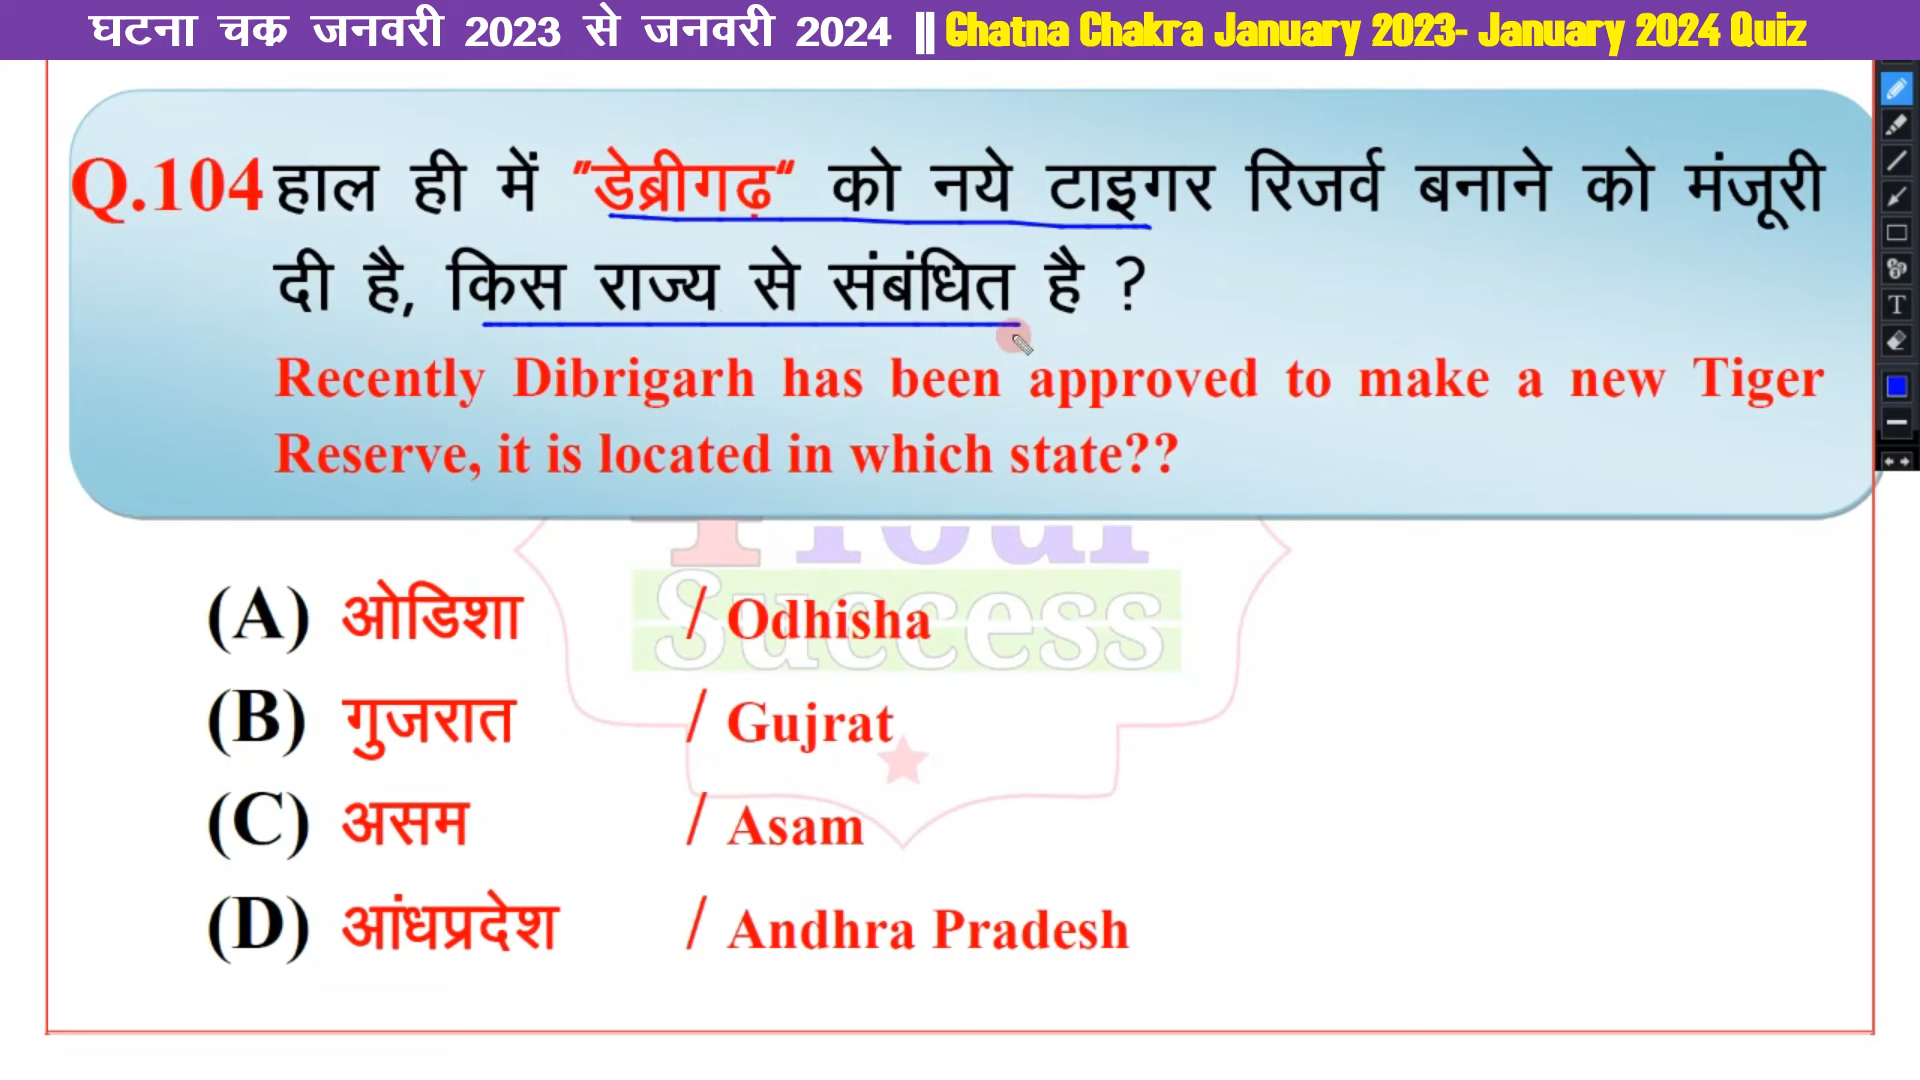 घटना चक्र जनवरी 2023 से जनवरी 2024 || Ghatna Chakra January 2023- January 2024 Quiz
Q.104 हाल ही में "डेब्रीगढ़" को नये टाइगर रिजर्व बनाने को मंजूरी
दी है, किस राज्य से संबंधित है ?
Recently Dibrigarh has been approved to make a new Tiger
Reserve, it is located in which state??
Success
(A) ओडिशा / Odhisha
(B) गुजरात / Gujrat
(C) असम / Asam
(D) आंधप्रदेश / Andhra Pradesh
T